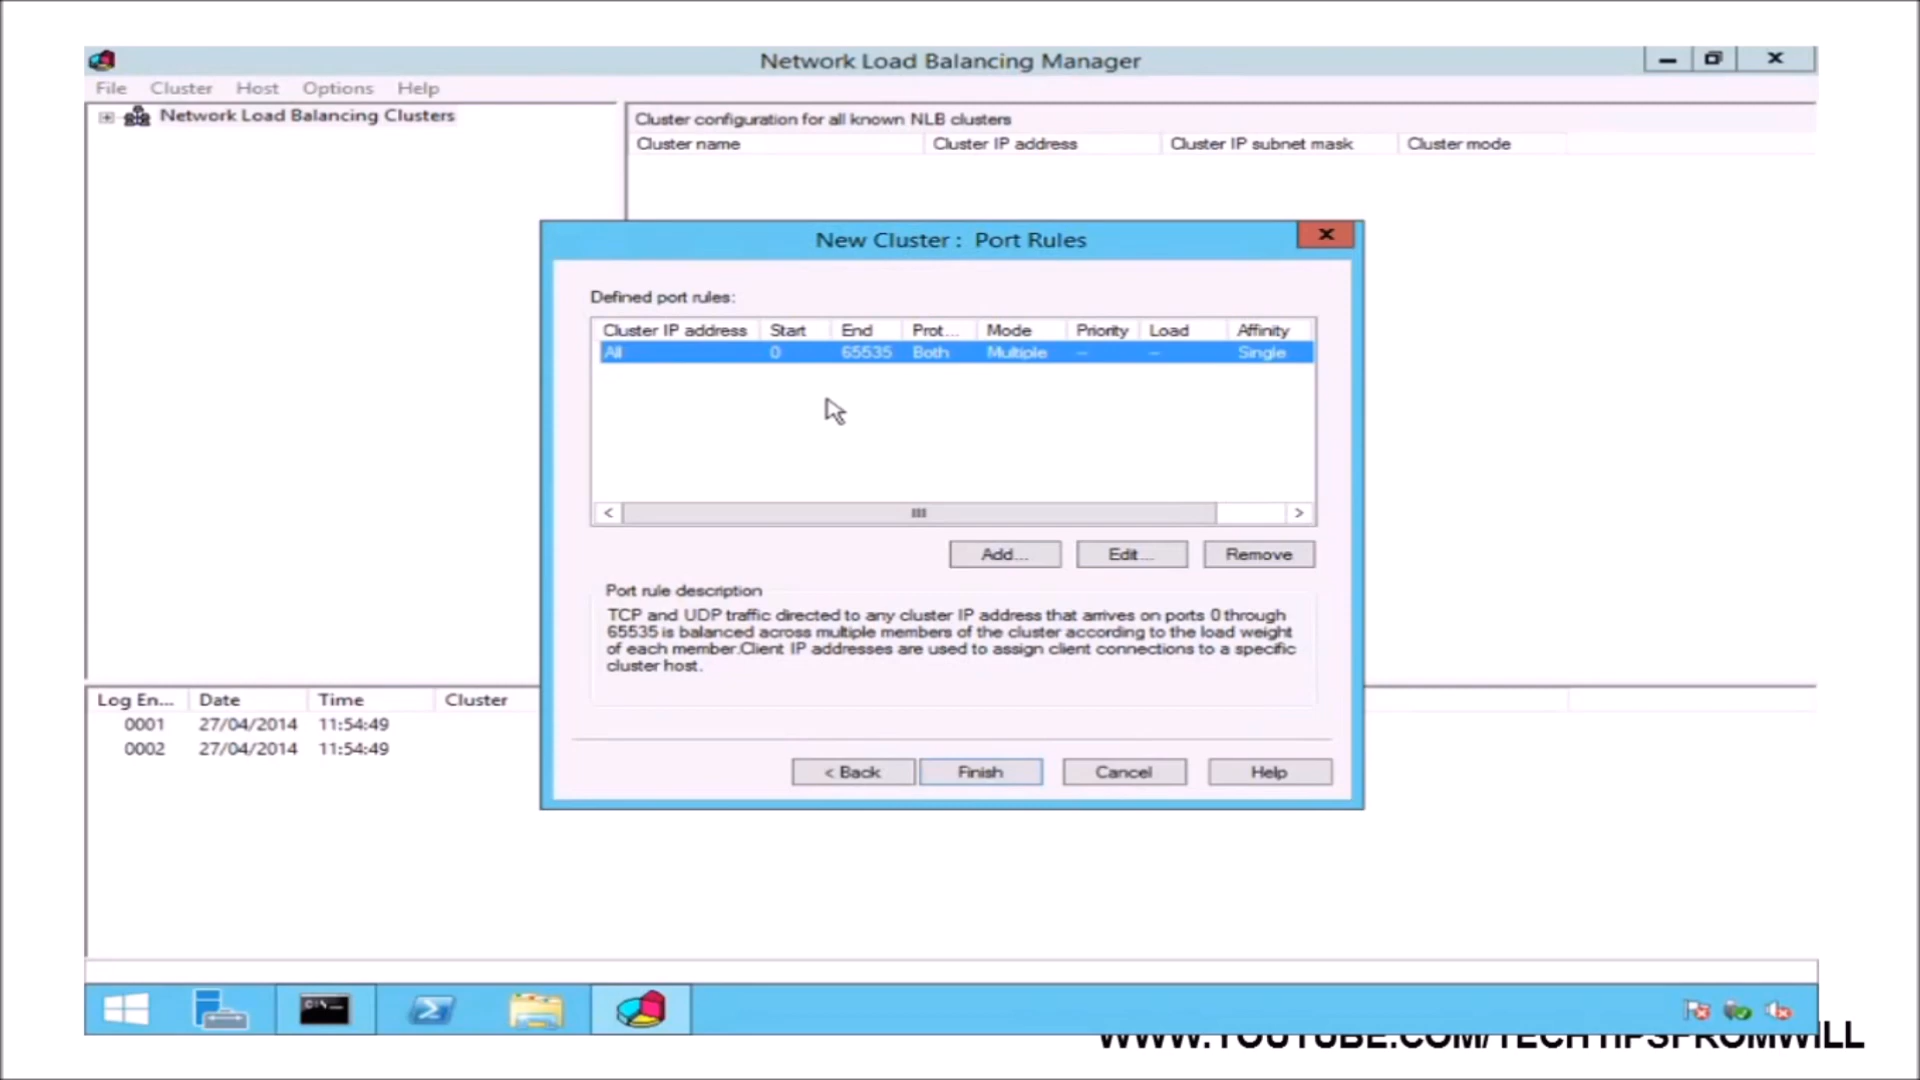 Network Load Balancing Manager
File Cluster Host Options Help
Network Load Balancing Clusters
Cluster configuration for all known NLB clusters
Cluster name Cluster IP address Cluster IP subnet mask Cluster mode
New Cluster : Port Rules
Defined port rules:
Cluster IP address Start End Prot... Mode Priority Load Affinity
All 0 65535 Both Multiple -- -- Single
Add... Edit... Remove
Port rule description
TCP and UDP traffic directed to any cluster IP address that arrives on ports 0 through
65535 is balanced across multiple members of the cluster according to the load weight
of each member.Client IP addresses are used to assign client connections to a specific
cluster host.
Log En... Date Time Cluster
0001 27/04/2014 11:54:49
0002 27/04/2014 11:54:49
< Back Finish Cancel Help
WWW.YOUTUBE.COM/TECHTIPSFROMWILL